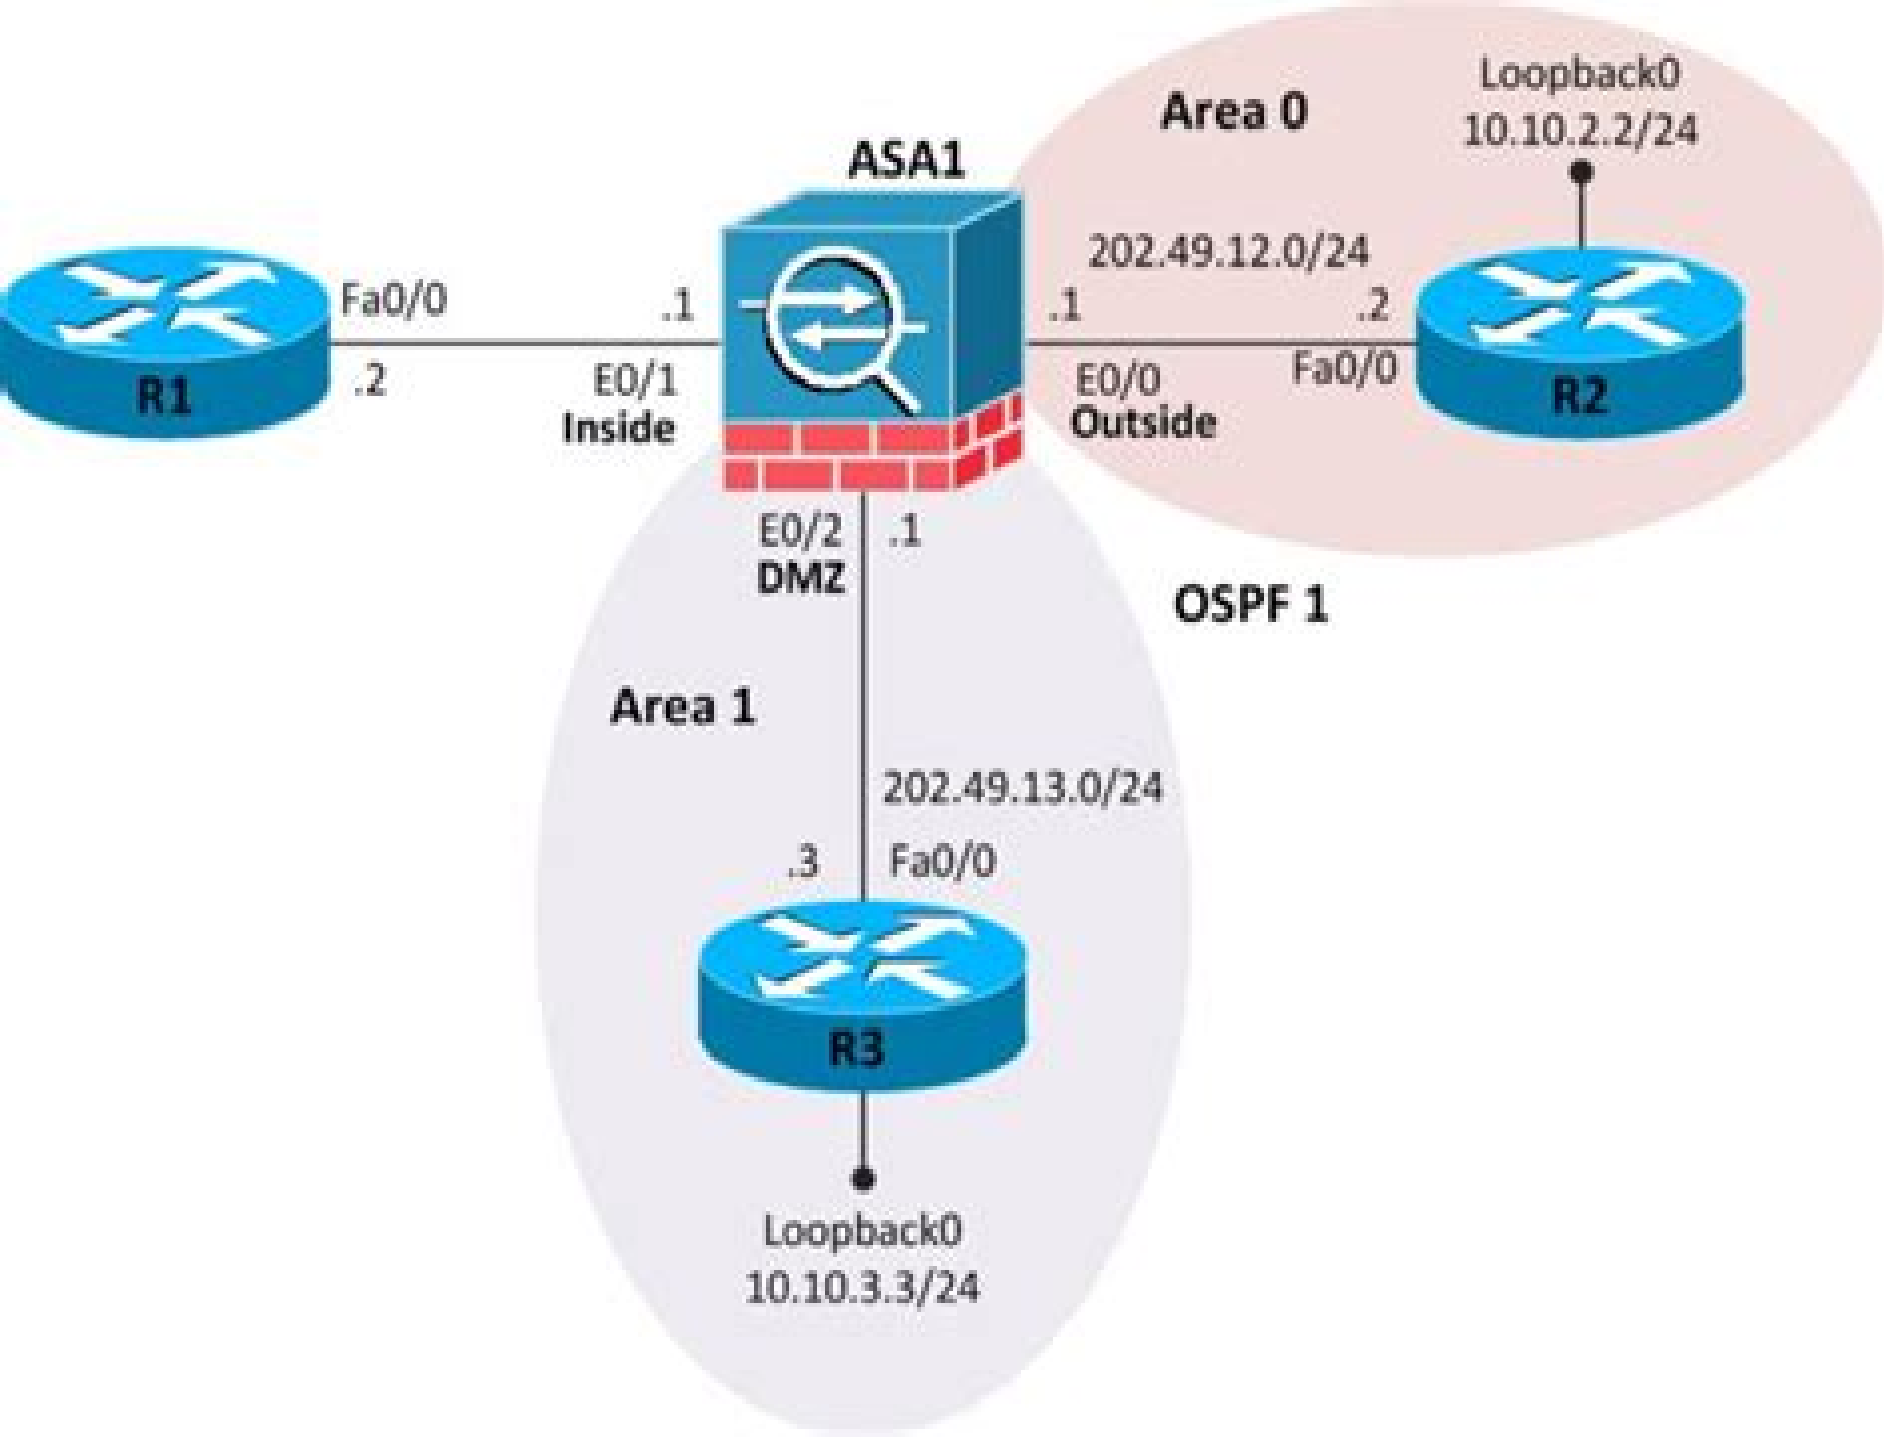 Loopback0
10.10.2.2/24
Area 0
ASA1
202.49.12.0/24
Fa0/0
.1
.1
.2
R1
.2
E0/1
Inside
E0/0
Outside
Fa0/0
R2
E0/2
.1
DMZ
OSPF 1
Area 1
202.49.13.0/24
.3
Fa0/0
R3
Loopback0
10.10.3.3/24